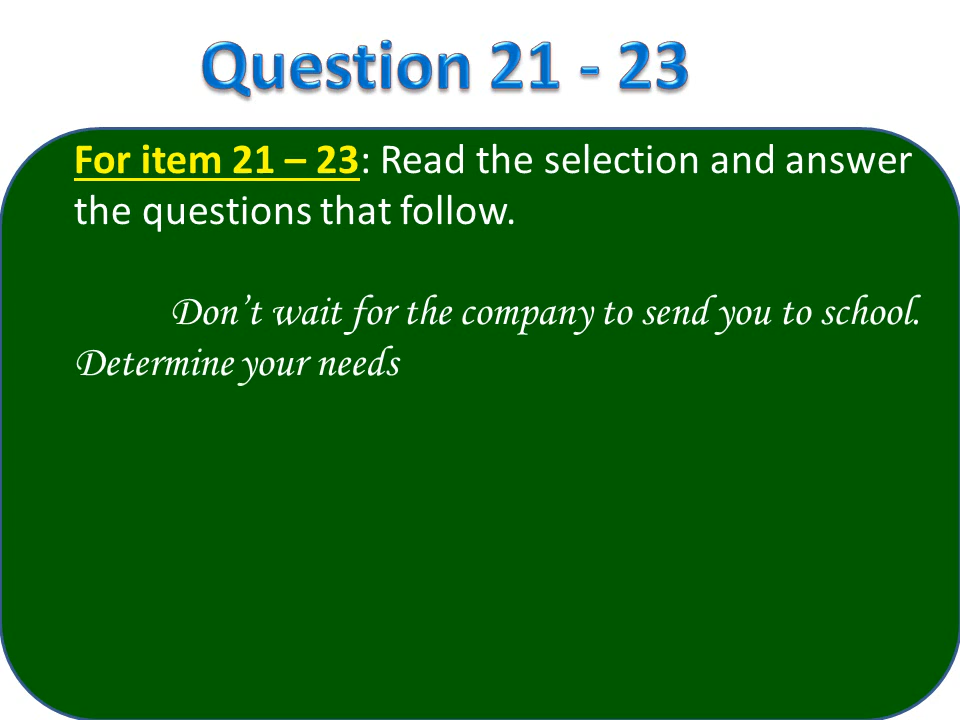 Question 21 - 23
For item 21 – 23: Read the selection and answer
the questions that follow.
Don’t wait for the company to send you to school.
Determine your needs